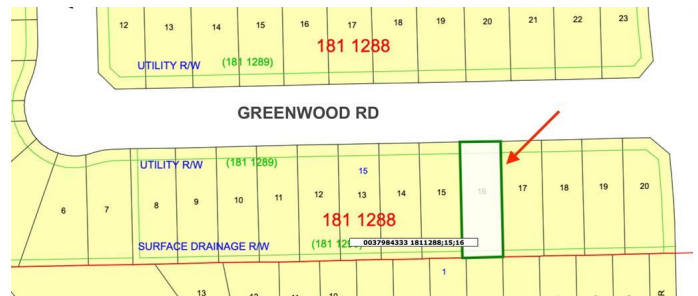 12 13 14 15 16 17 18 19 20 21 22 23
181 1288
UTILITY R/W (181 1289)
GREENWOOD RD
UTILITY R/W (181 1289)
15
6 7 8 9 10 11 12 13 14 15 16 17 18 19 20
181 1288
SURFACE DRAINAGE R/W (181 129
0037984333 1811288;15;16
1
13